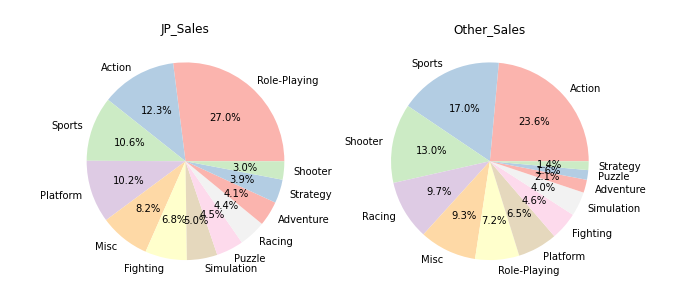 JP_Sales
Role-Playing
27.0%
Action
12.3%
Sports
10.6%
Platform
10.2%
Misc
8.2%
Fighting
6.8%
Simulation
5.0%
Puzzle
4.5%
Racing
4.4%
Adventure
4.1%
Strategy
3.9%
Shooter
3.0%
Other_Sales
Action
23.6%
Sports
17.0%
Shooter
13.0%
Racing
9.7%
Misc
9.3%
Role-Playing
7.2%
Platform
6.5%
Fighting
4.6%
Simulation
4.0%
Adventure
2.1%
Puzzle
1.6%
Strategy
1.4%